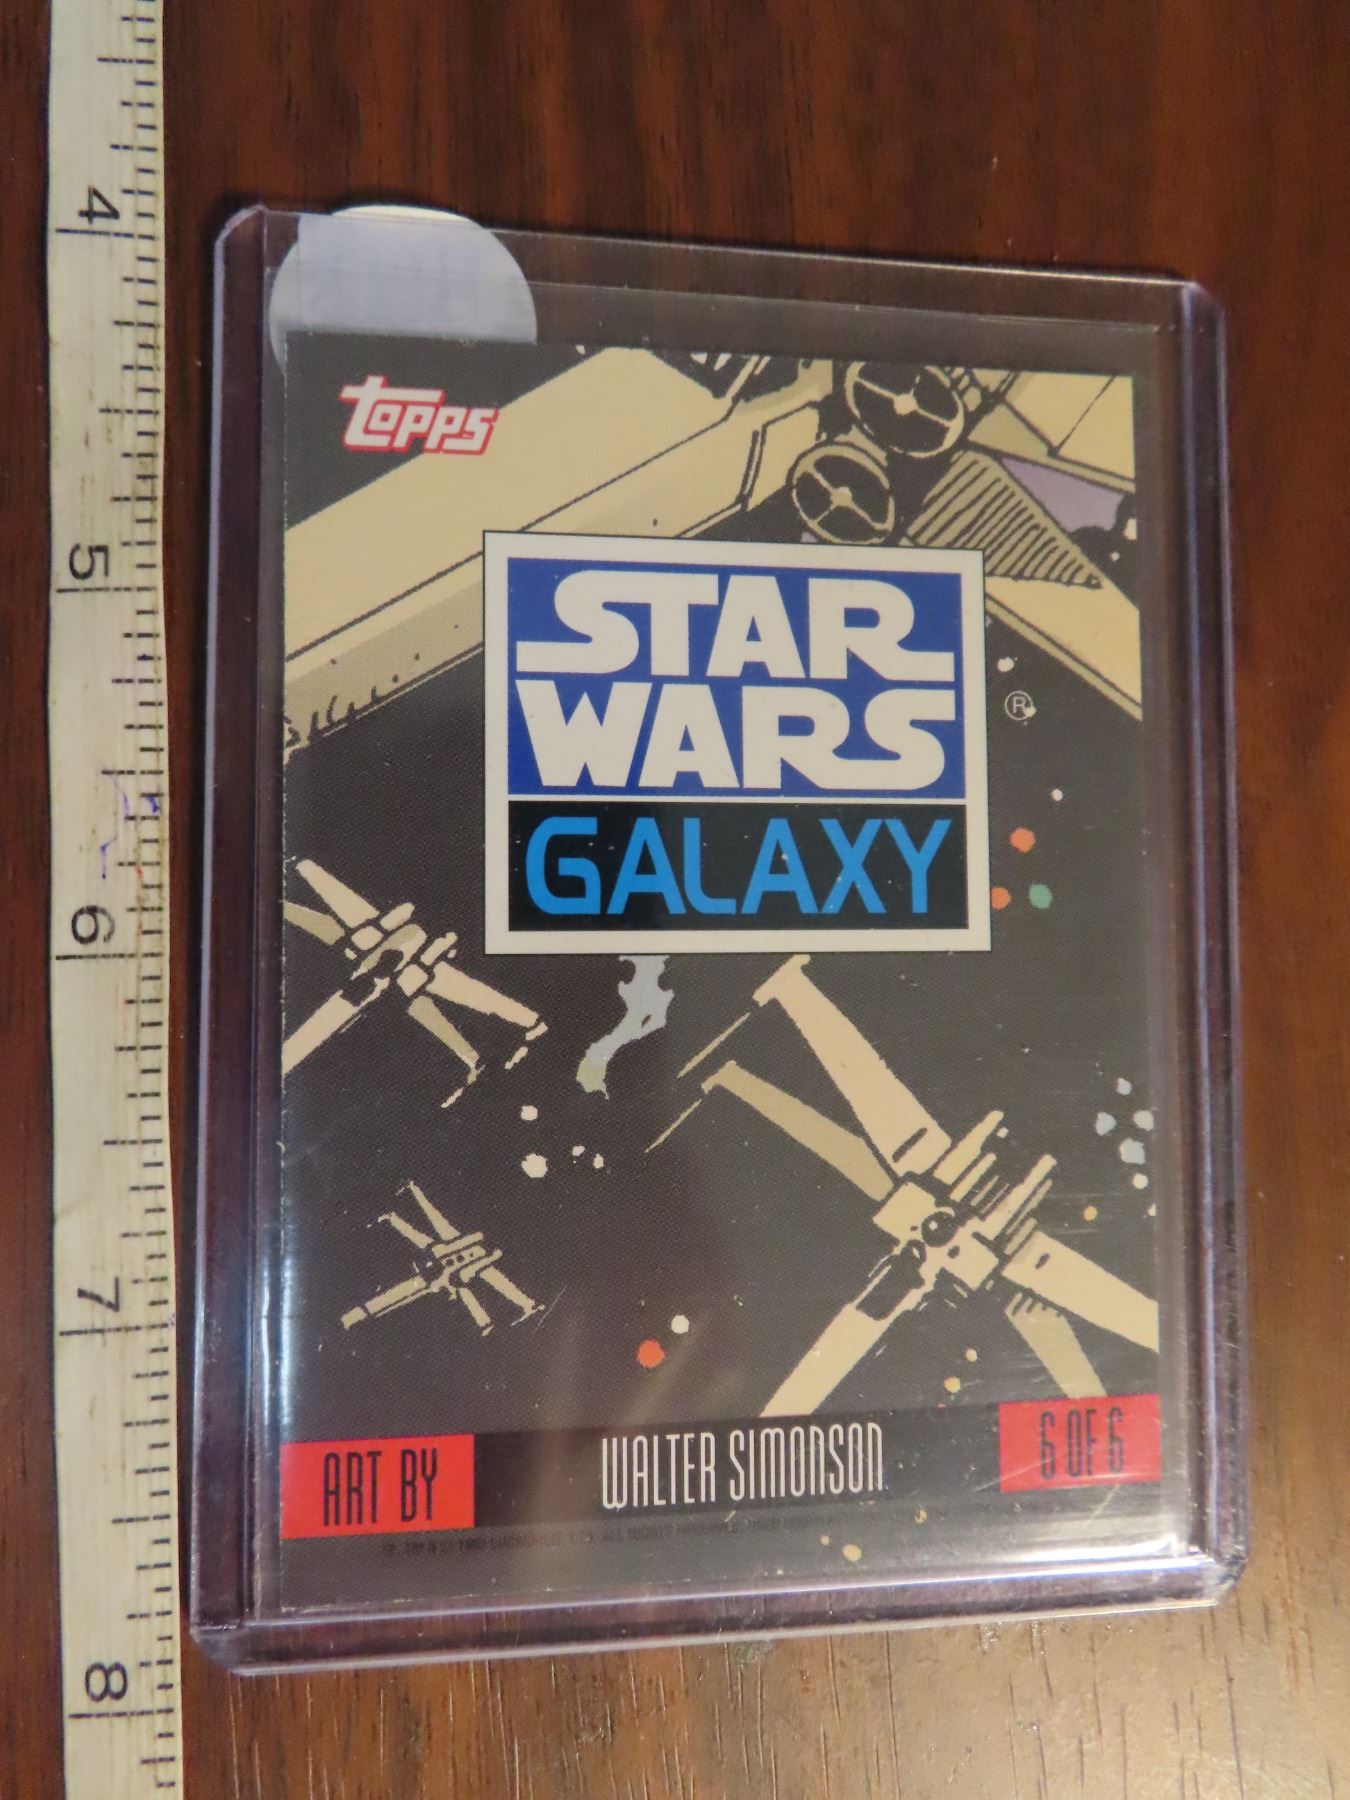 4
5
6
7
8
TOPPS
STAR
WARS
®
GALAXY
ART BY
WALTER SIMONSON
6 OF 6